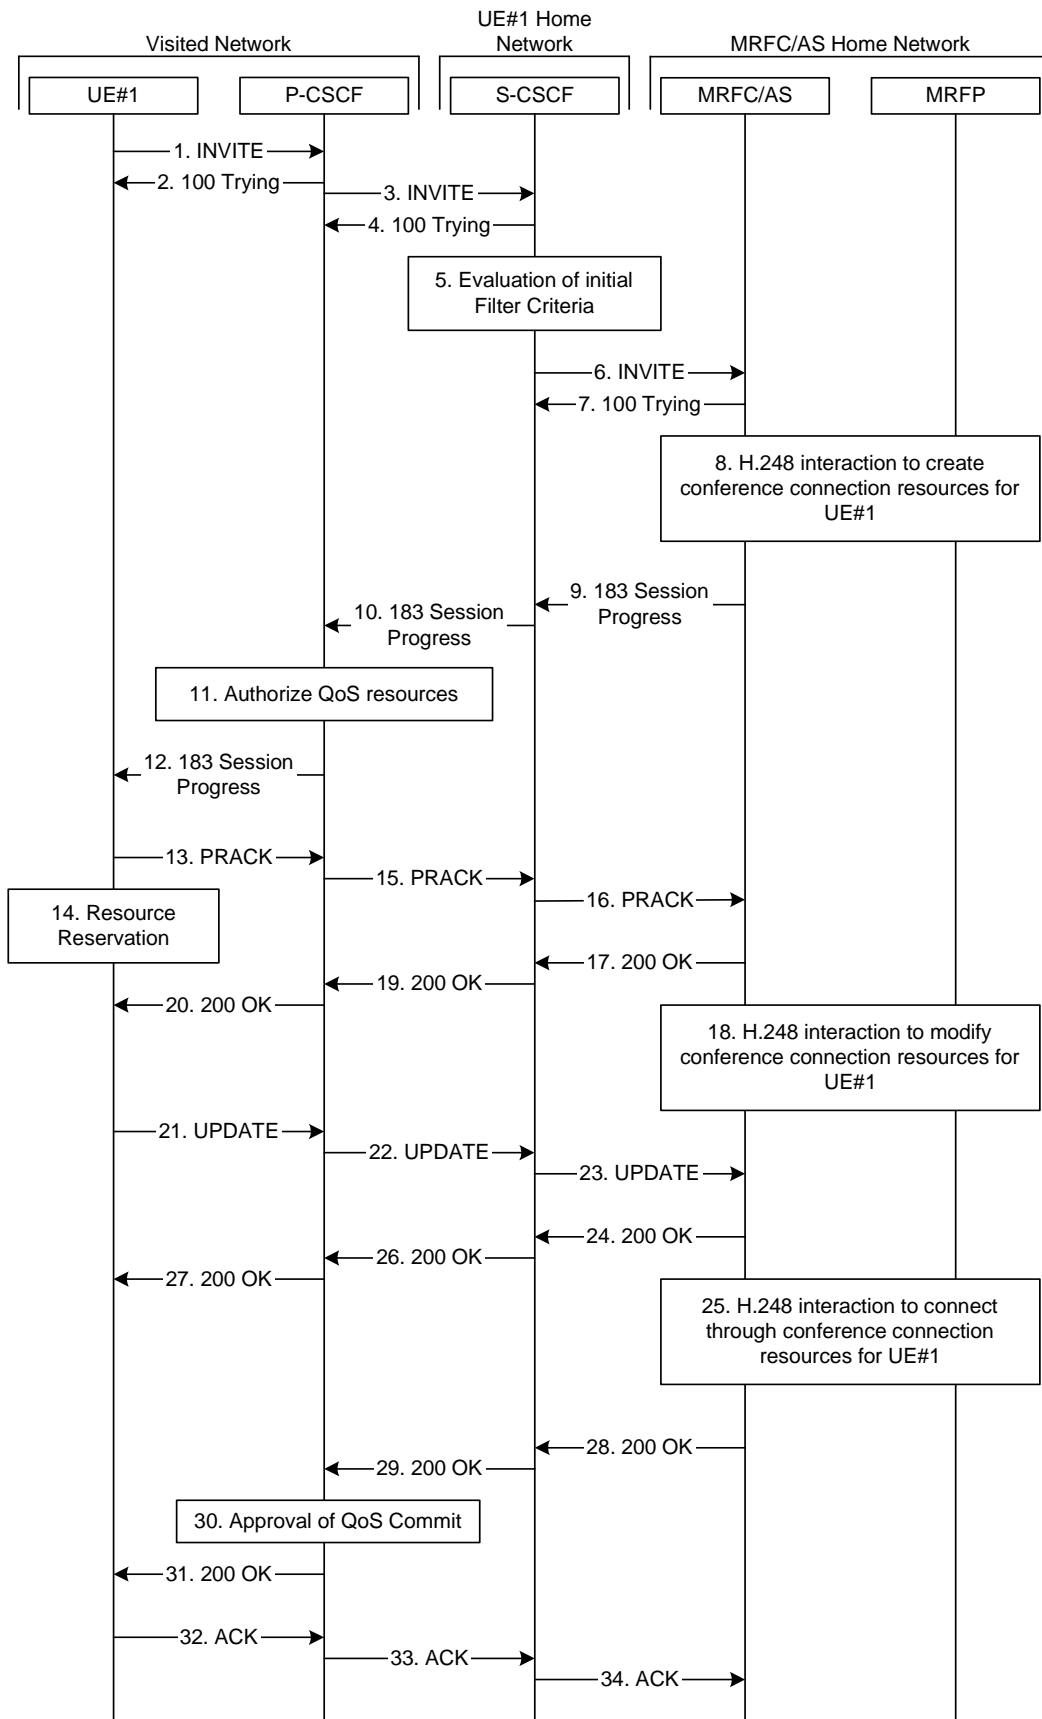 UE#1 Home
Visited Network
Network
MRFC/AS Home Network
UE#1
P-CSCF
S-CSCF
MRFC/AS
MRFP
1. INVITE
2. 100 Trying
3. INVITE
4. 100 Trying
5. Evaluation of initial
Filter Criteria
6. INVITE
7. 100 Trying
8. H.248 interaction to create
conference connection resources for
UE#1
9. 183 Session
Progress
10. 183 Session
Progress
11. Authorize QoS resources
12. 183 Session
Progress
13. PRACK
15. PRACK
16. PRACK
14. Resource
Reservation
17. 200 OK
19. 200 OK
20. 200 OK
18. H.248 interaction to modify
conference connection resources for
UE#1
21. UPDATE
22. UPDATE
23. UPDATE
24. 200 OK
26. 200 OK
27. 200 OK
25. H.248 interaction to connect
through conference connection
resources for UE#1
28. 200 OK
29. 200 OK
30. Approval of QoS Commit
31. 200 OK
32. ACK
33. ACK
34. ACK